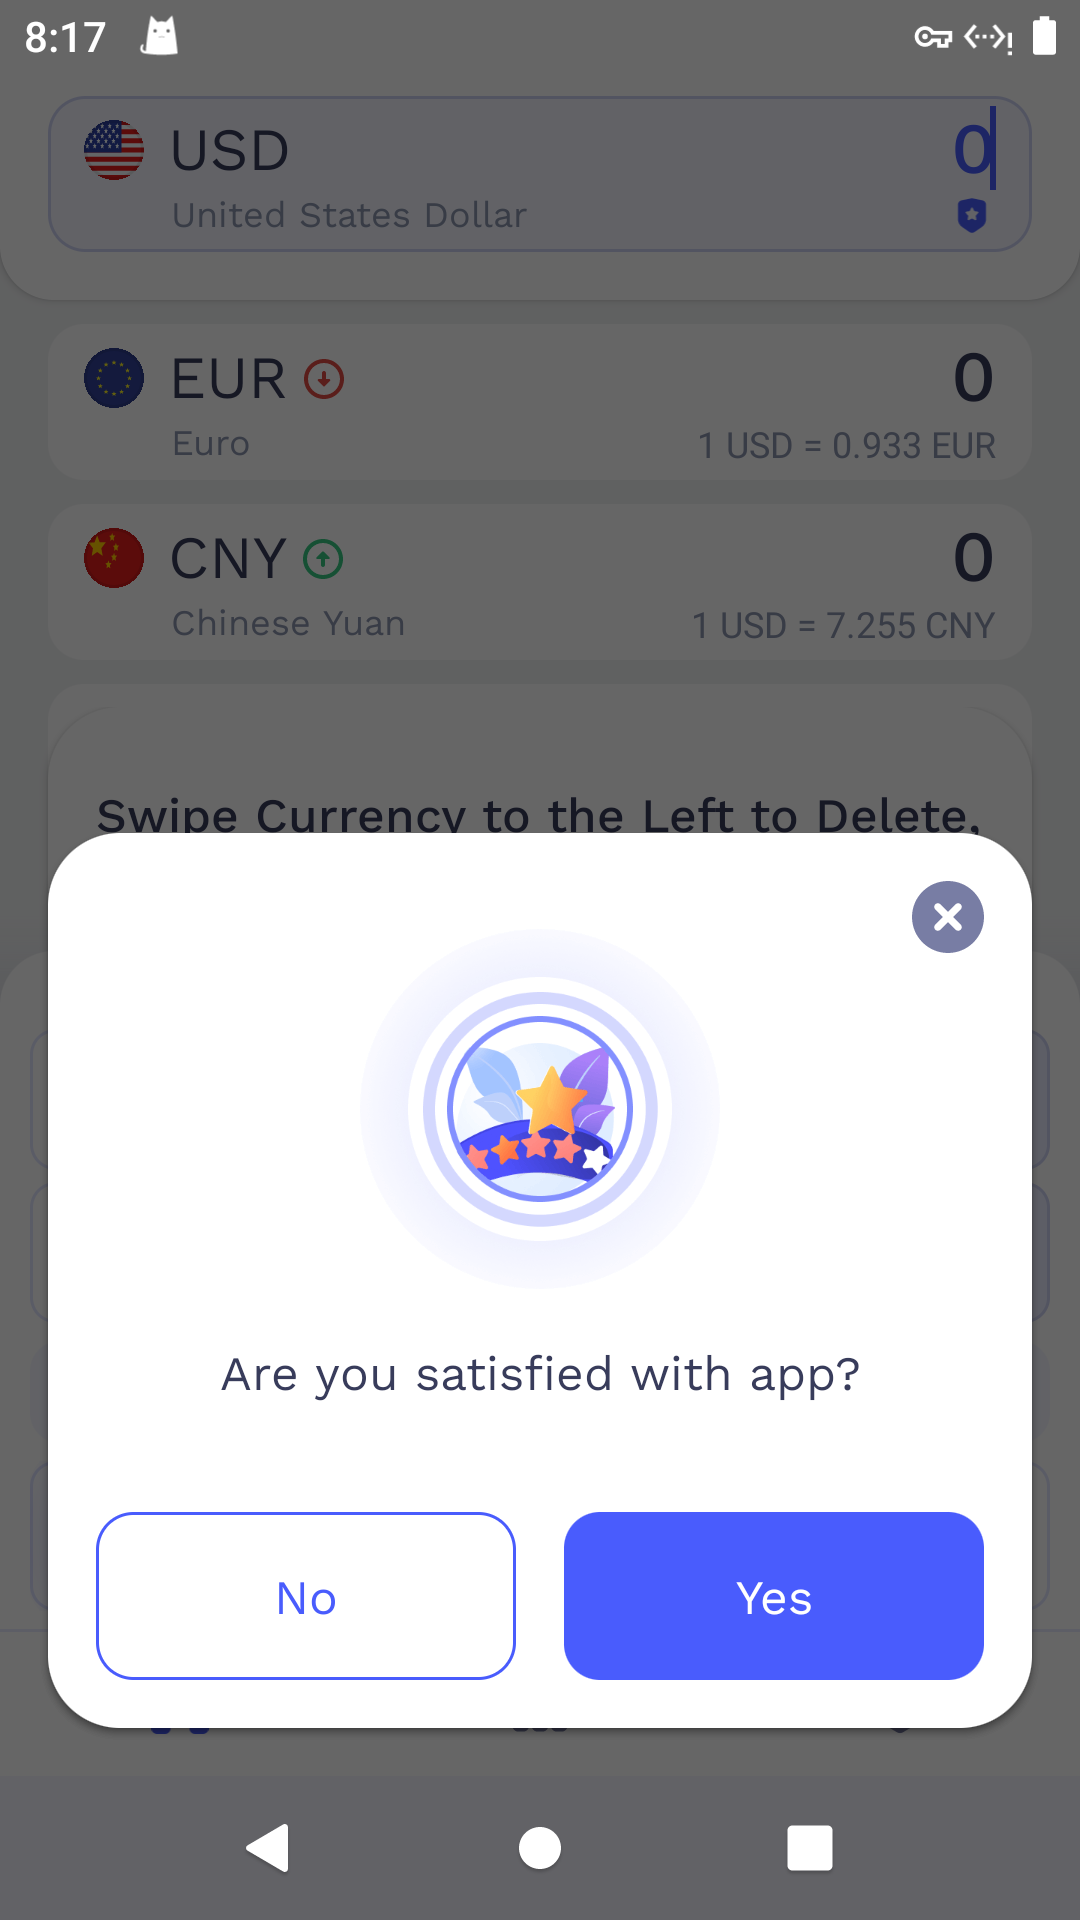 8:17
USD
0
United States Dollar
EUR
0
Euro
1 USD = 0.933 EUR
CNY
0
Chinese Yuan
1 USD = 7.255 CNY
Swipe Currency to the Left to Delete,
Are you satisfied with app?
No
Yes